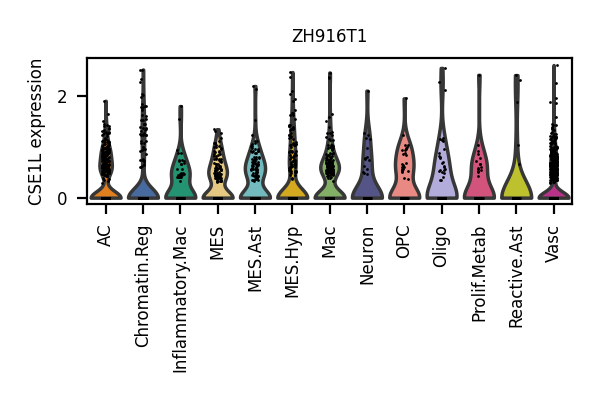 ZH916T1
CSE1L expression
2
0
AC
Chromatin.Reg
Inflammatory.Mac
MES
MES.Ast
MES.Hyp
Mac
Neuron
OPC
Oligo
Prolif.Metab
Reactive.Ast
Vasc